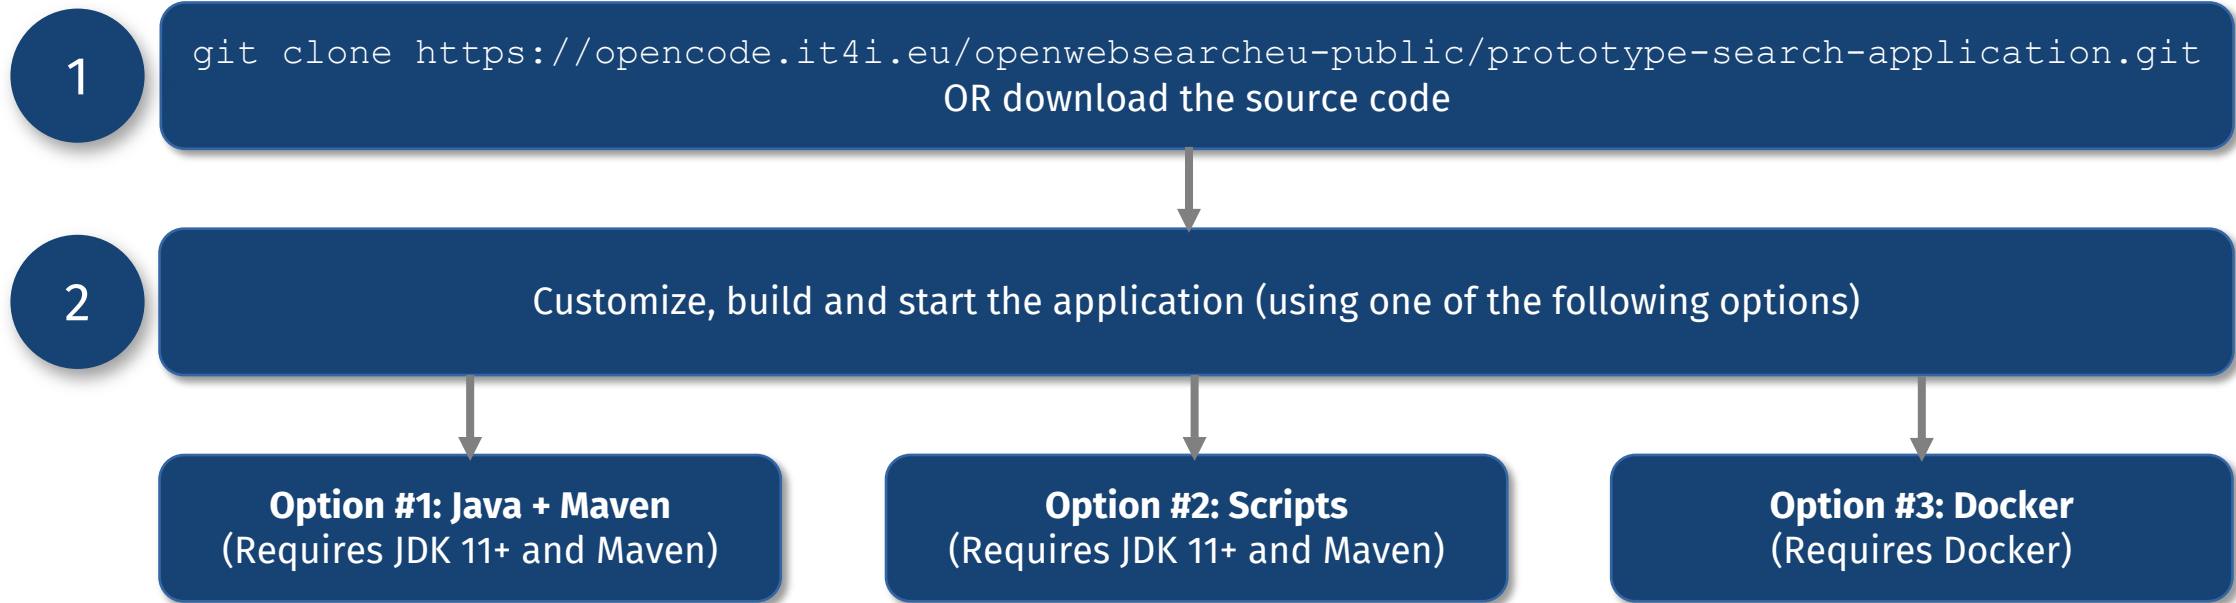 1
git clone https://opencode.it4i.eu/openwebsearcheu-public/prototype-search-application.git
OR download the source code
2
Customize, build and start the application (using one of the following options)
Option #1: Java + Maven
(Requires JDK 11+ and Maven)
Option #2: Scripts
(Requires JDK 11+ and Maven)
Option #3: Docker
(Requires Docker)